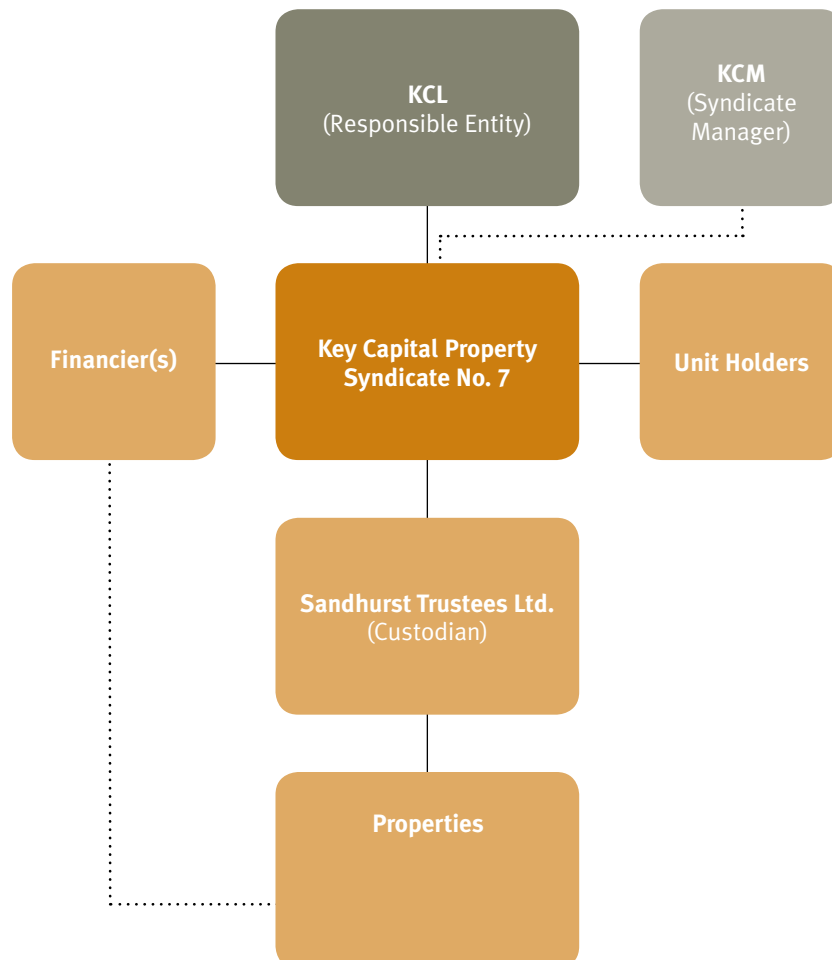 KCL
(Responsible Entity)
KCM
(Syndicate
Manager)
Financier(s)
Key Capital Property
Syndicate No. 7
Unit Holders
Sandhurst Trustees Ltd.
(Custodian)
Properties